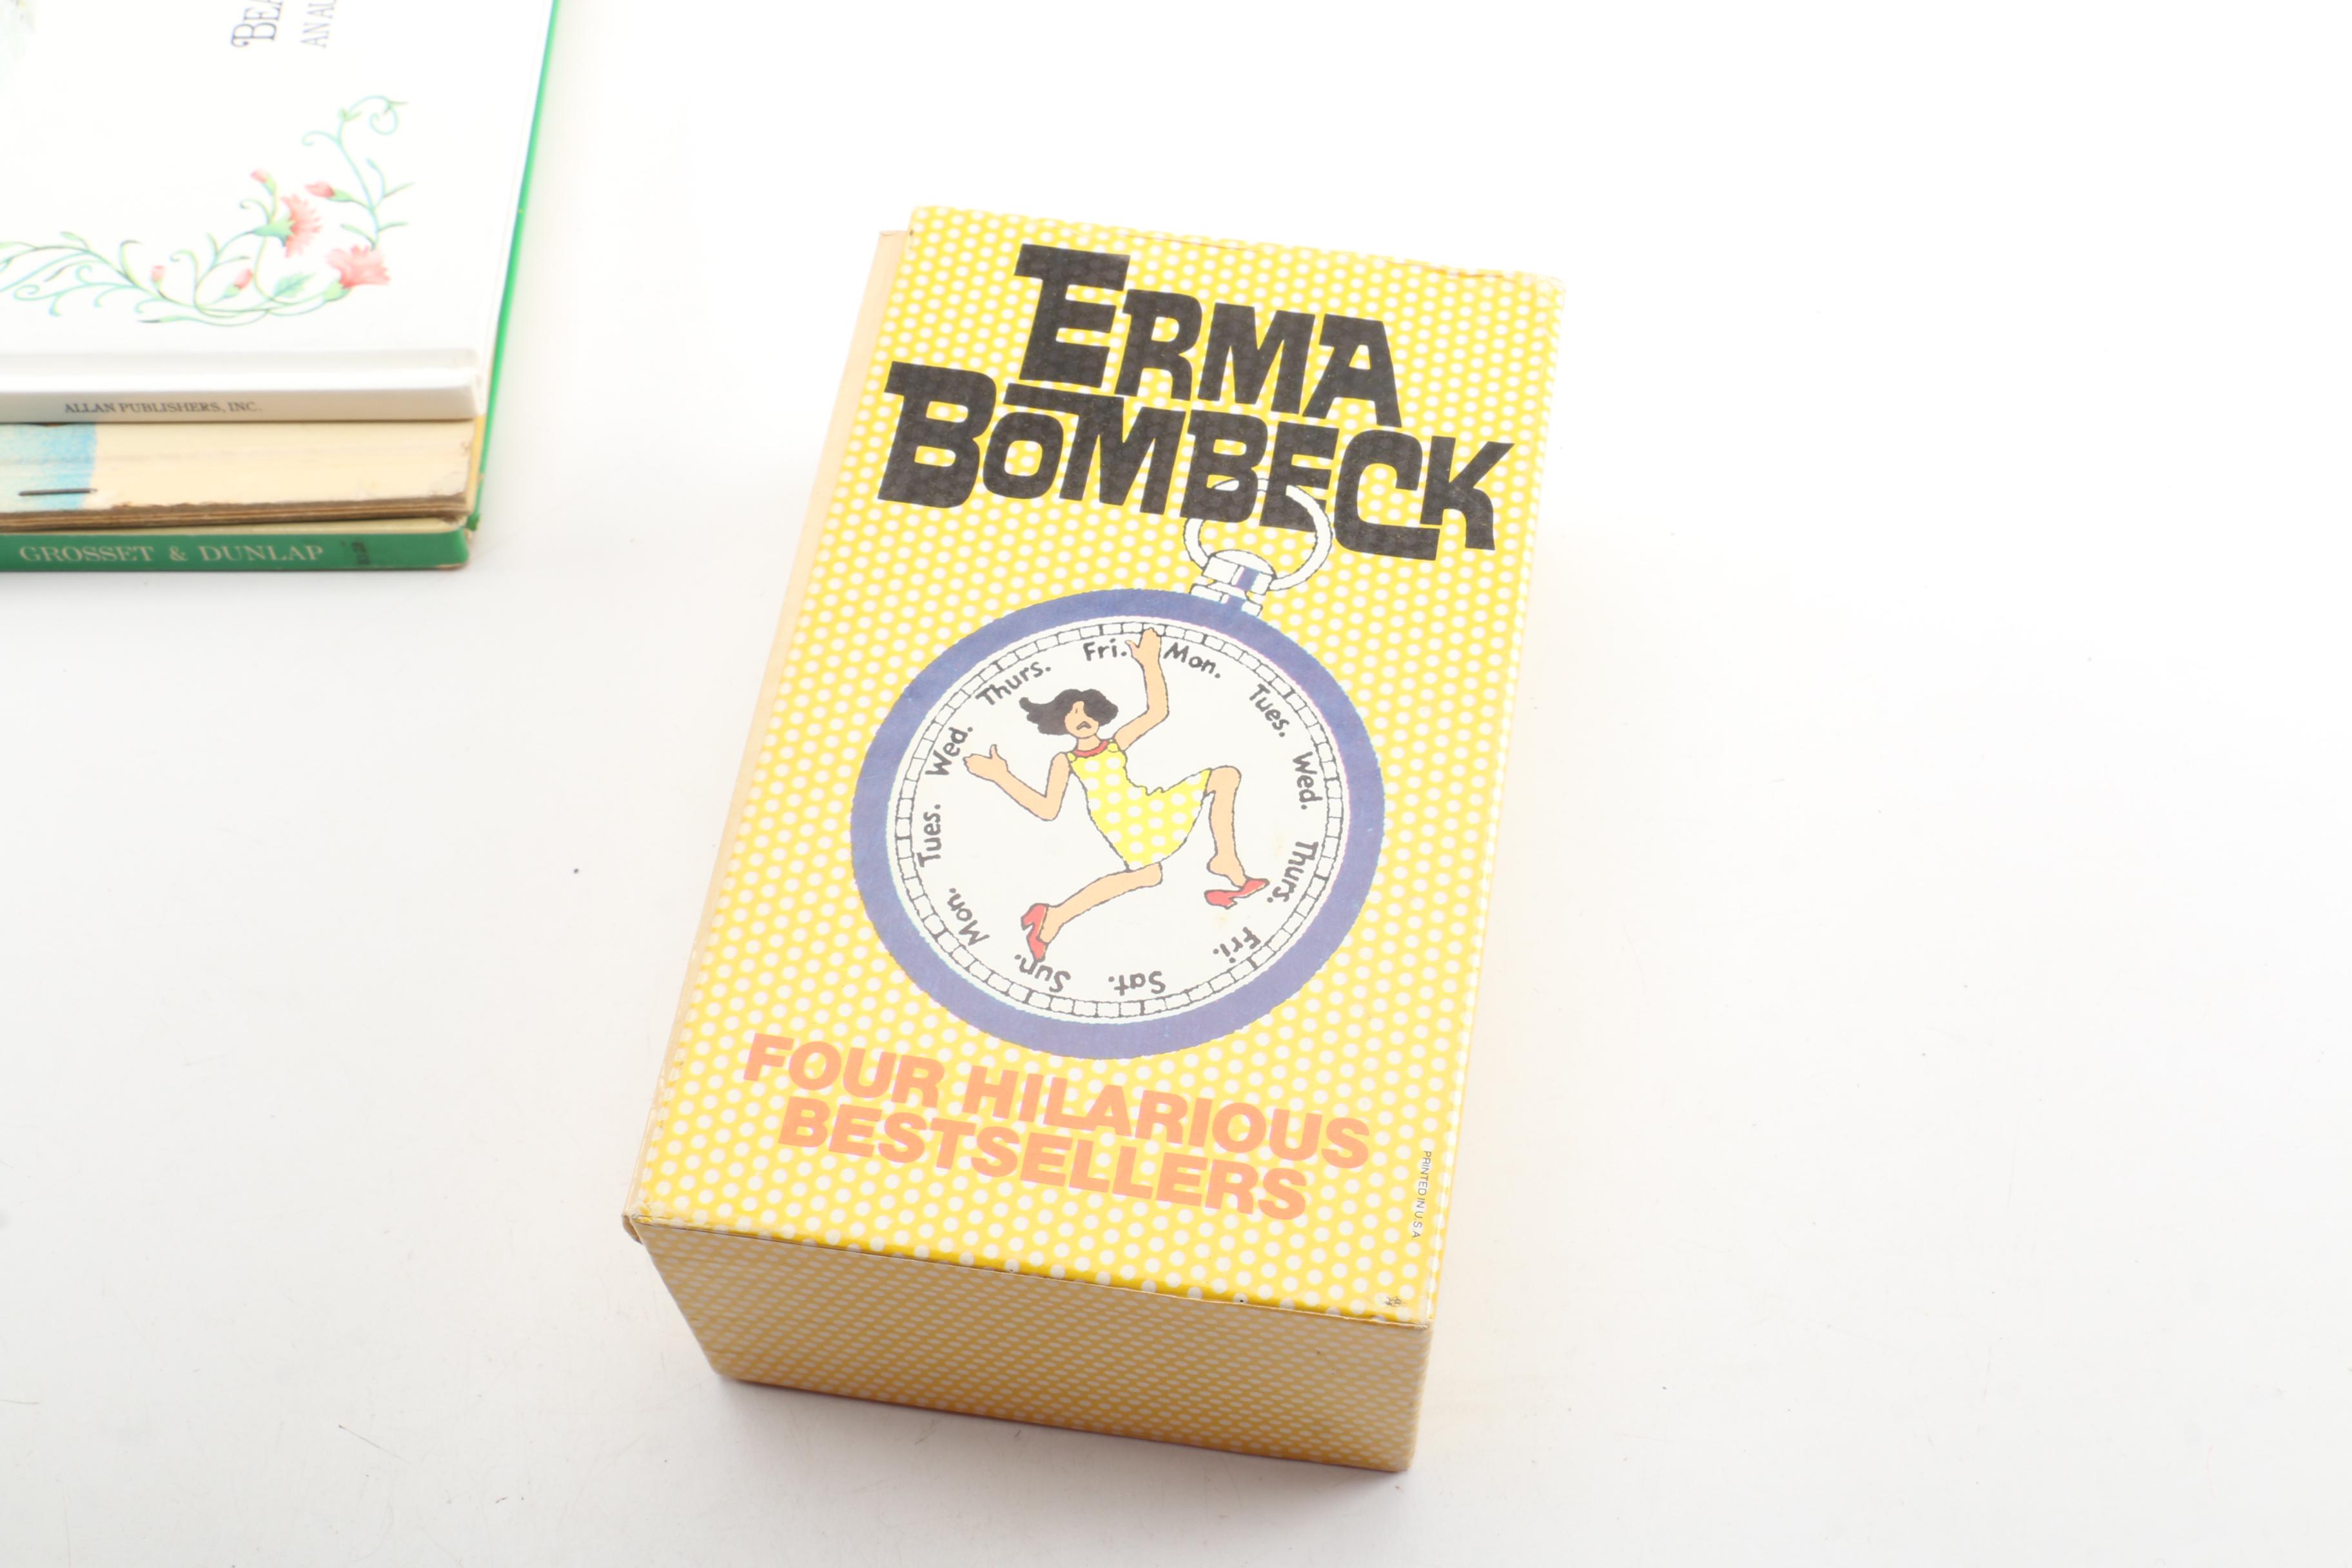 ALLAN PUBLISHERS, INC.
GROSSET & DUNLAP
ERMA
BOMBECK
Fri.
Mon.
Tues.
Wed.
Thurs.
Fri.
Sat.
Sun.
Mon.
Tues.
Wed.
Thurs.
FOUR HILARIOUS
BESTSELLERS
PRINTED IN U.S.A